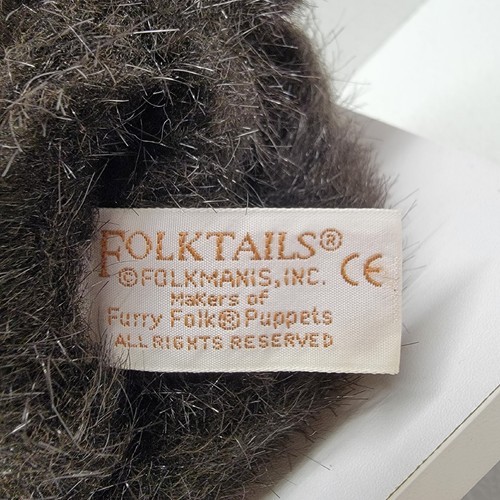 FOLKTAILS®
©FOLKMANIS, INC.
CE
Makers of
Furry Folk® Puppets
ALL RIGHTS RESERVED